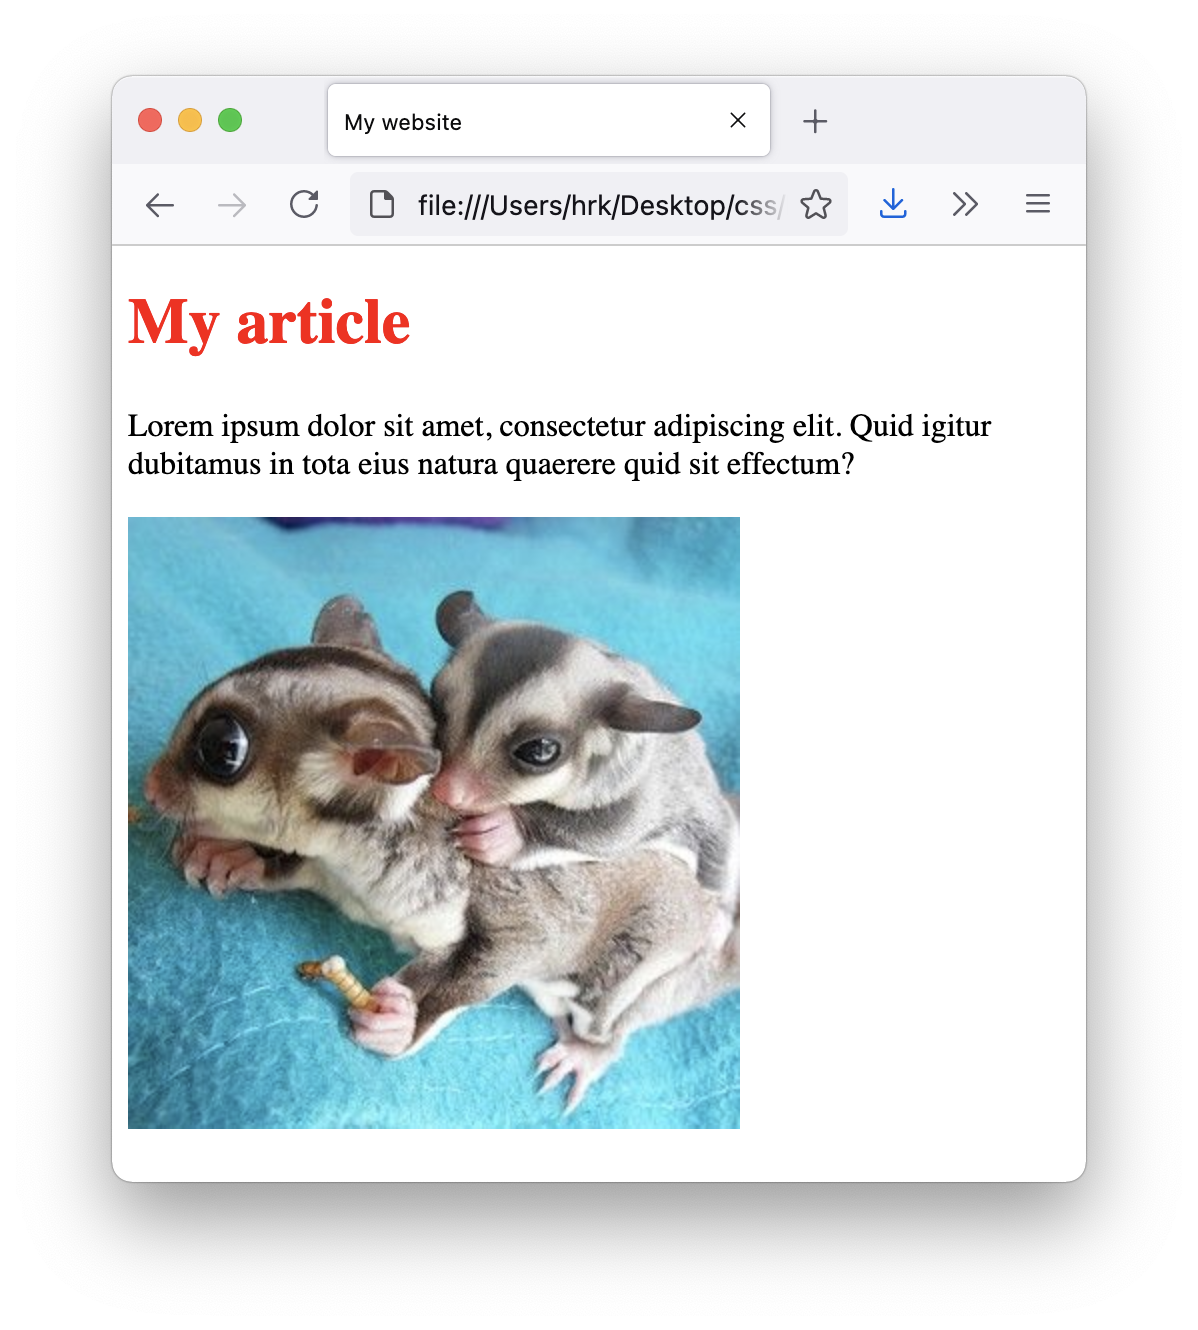 My website
file:///Users/hrk/Desktop/css/
My article
Lorem ipsum dolor sit amet, consectetur adipiscing elit. Quid igitur
dubitamus in tota eius natura quaerere quid sit effectum?